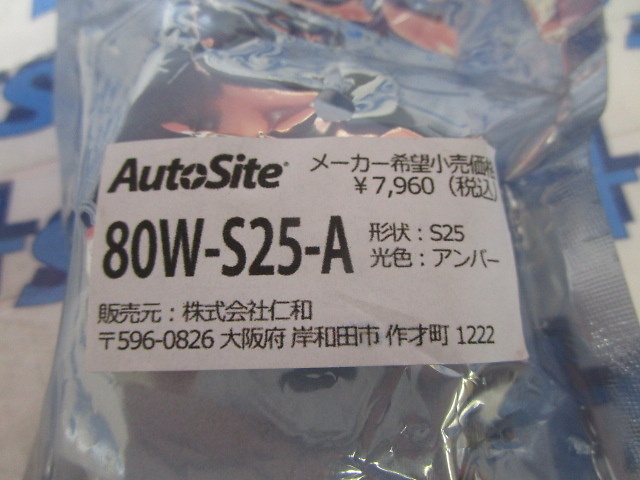 AutoSite
メーカー希望小売価格
￥7,960（税込）
80W-S25-A
形状：S25
光色：アンバー
販売元：株式会社仁和
〒596-0826 大阪府 岸和田市 作才町 1222